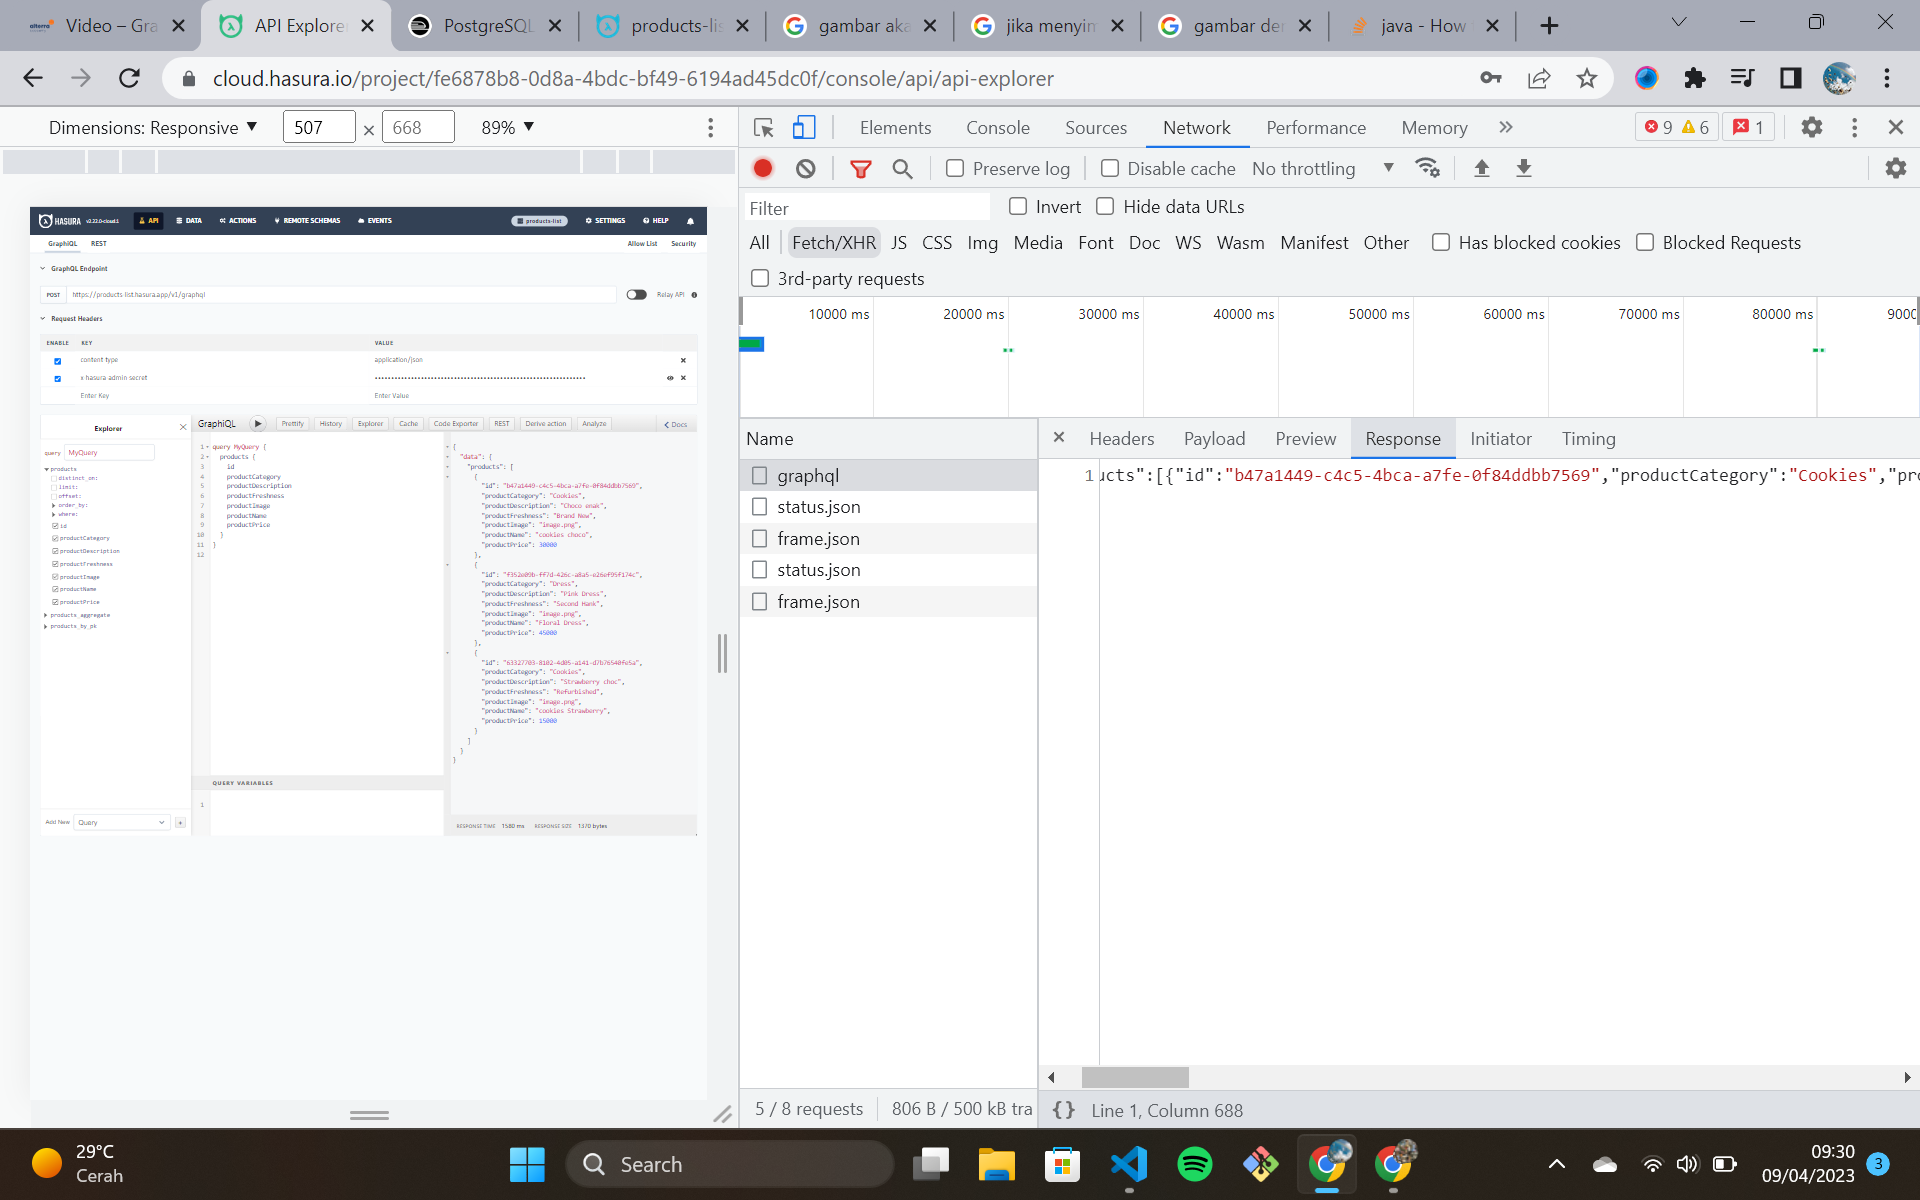 Video – Gra
API Explore
PostgreSQL
products-lis
gambar aka
jika menyim
gambar der
java - How
cloud.hasura.io/project/fe6878b8-0d8a-4bdc-bf49-6194ad45dc0f/console/api/api-explorer
Dimensions: Responsive 507 × 668 89%
HASURA v2.22.0-cloud.1 API DATA ACTIONS REMOTE SCHEMAS EVENTS products-list SETTINGS HELP
GraphiQL REST Allow List Security
GraphQL Endpoint
POST https://products-list.hasura.app/v1/graphql Relay API
Request Headers
ENABLE KEY VALUE
content type application/json
x hasura admin secret ••••••••••••••••••••••••••••••••••••••••••••••••••••••••••••••••
Enter Key Enter Value
Explorer
query MyQuery
products
distinct_on:
limit:
offset:
order_by:
where:
id
productCategory
productDescription
productFreshness
productImage
productName
productPrice
products_aggregate
products_by_pk
Add New Query +
GraphiQL Prettify History Explorer Cache Code Exporter REST Derive action Analyze Docs
1 query MyQuery {
2 products {
3 id
4 productCategory
5 productDescription
6 productFreshness
7 productImage
8 productName
9 productPrice
10 }
11 }
12
QUERY VARIABLES
1
{
"data": {
"products": [
{
"id": "b47a1449-c4c5-4bca-a7fe-0f84ddbb7569",
"productCategory": "Cookies",
"productDescription": "Choco enak",
"productFreshness": "Brand New",
"productImage": "image.png",
"productName": "cookies choco",
"productPrice": 30000
},
{
"id": "f352e09b-ff7d-426c-a8a5-e26ef95f174c",
"productCategory": "Dress",
"productDescription": "Pink Dress",
"productFreshness": "Second Hank",
"productImage": "image.png",
"productName": "Floral Dress",
"productPrice": 45000
},
{
"id": "63327703-8102-4d05-a141-d7b76540fe5a",
"productCategory": "Cookies",
"productDescription": "Strawberry choc",
"productFreshness": "Refurbished",
"productImage": "image.png",
"productName": "cookies Strawberry",
"productPrice": 15000
}
]
}
}
RESPONSE TIME 1580 ms RESPONSE SIZE 1370 bytes
Elements Console Sources Network Performance Memory 9 6 1
Preserve log Disable cache No throttling
Filter Invert Hide data URLs
All Fetch/XHR JS CSS Img Media Font Doc WS Wasm Manifest Other Has blocked cookies Blocked Requests
3rd-party requests
10000 ms 20000 ms 30000 ms 40000 ms 50000 ms 60000 ms 70000 ms 80000 ms 9000
Name
graphql
status.json
frame.json
status.json
frame.json
5 / 8 requests 806 B / 500 kB tra
Headers Payload Preview Response Initiator Timing
1 ucts":[{"id":"b47a1449-c4c5-4bca-a7fe-0f84ddbb7569","productCategory":"Cookies","pro
{} Line 1, Column 688
29°C
Cerah
Search
09:30
09/04/2023
3